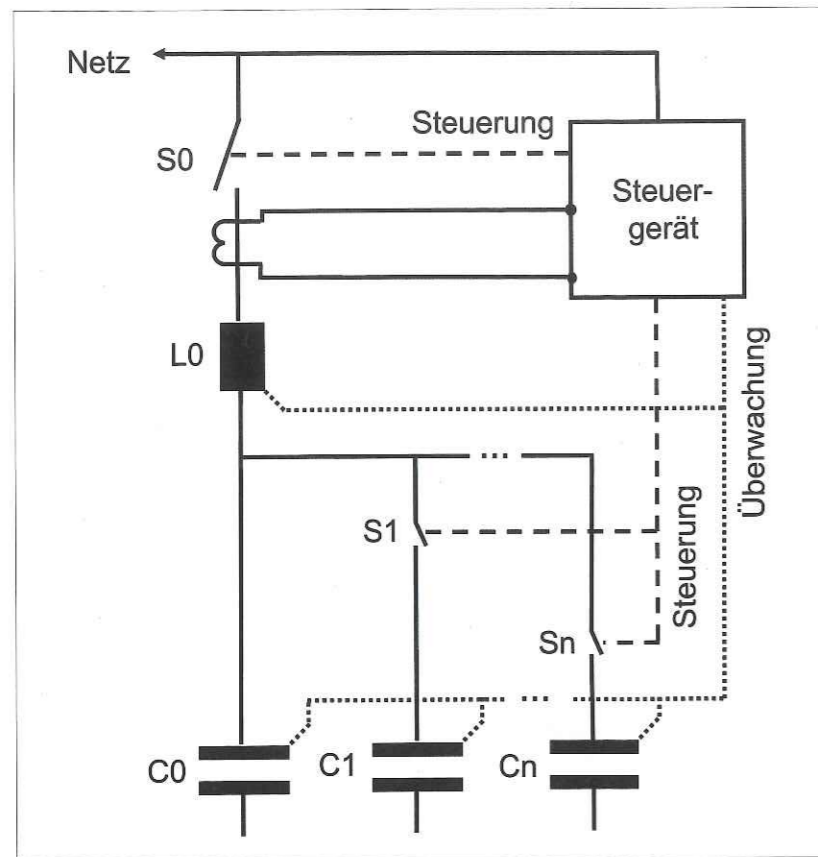 Netz
Steuerung
S0
Steuer-
gerät
L0
Überwachung
S1
Steuerung
Sn
C0
C1
Cn